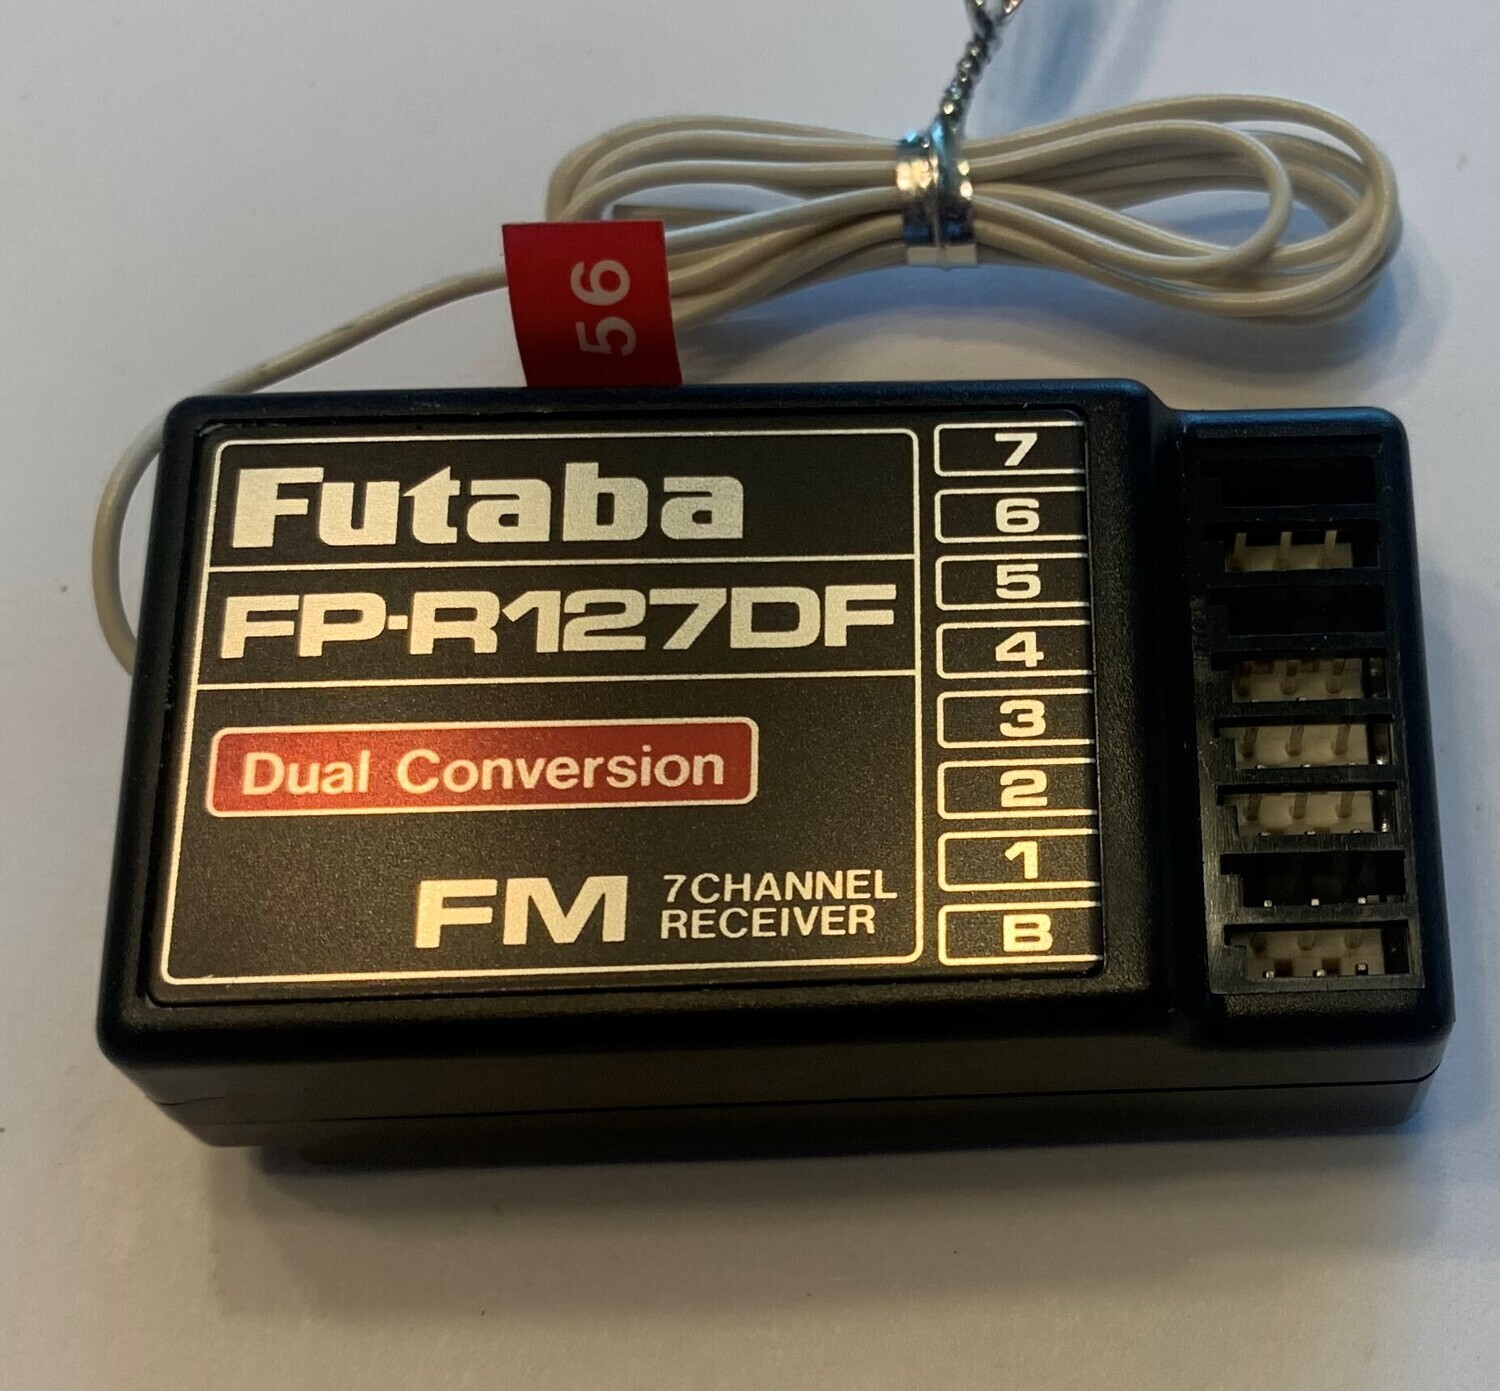 56
Futaba
FP-R127DF
Dual Conversion
FM 7CHANNEL
RECEIVER
7
6
5
4
3
2
1
B